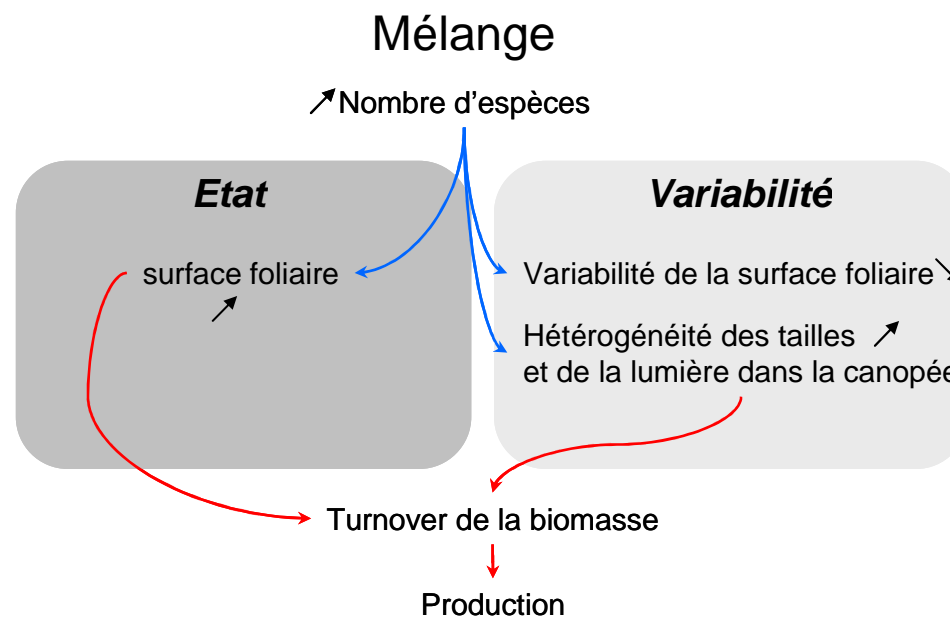 Mélange
Nombre d'espèces
Etat
Variabilité
surface foliaire
Variabilité de la surface foliaire
Hétérogénéité des tailles
et de la lumière dans la canopée
Turnover de la biomasse
Production